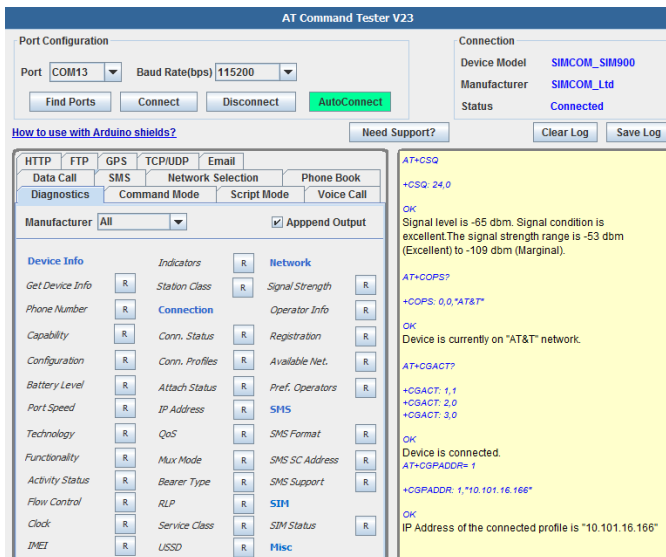 AT Command Tester V23
Port Configuration
Port COM13 Baud Rate(bps) 115200
Find Ports Connect Disconnect AutoConnect
Connection
Device Model SIMCOM_SIM900
Manufacturer SIMCOM_Ltd
Status Connected
How to use with Arduino shields?
Need Support? Clear Log Save Log
HTTP FTP GPS TCP/UDP Email
Data Call SMS Network Selection Phone Book
Diagnostics Command Mode Script Mode Voice Call
Manufacturer All Apppend Output
Device Info Indicators R Network
Get Device Info R Station Class R Signal Strength R
Phone Number R Connection Operator Info R
Capability R Conn. Status R Registration R
Configuration R Conn. Profiles R Available Net. R
Battery Level R Attach Status R Pref. Operators R
Port Speed R IP Address R SMS
Technology R QoS R SMS Format R
Functionality R Mux Mode R SMS SC Address R
Activity Status R Bearer Type R SMS Support R
Flow Control R RLP R SIM
Clock R Service Class R SIM Status R
IMEI R USSD R Misc
AT+CSQ
+CSQ: 24,0
OK
Signal level is -65 dbm. Signal condition is
excellent.The signal strength range is -53 dbm
(Excellent) to -109 dbm (Marginal).
AT+COPS?
+COPS: 0,0,"AT&T"
OK
Device is currently on "AT&T" network.
AT+CGACT?
+CGACT: 1,1
+CGACT: 2,0
+CGACT: 3,0
OK
Device is connected.
AT+CGPADDR= 1
+CGPADDR: 1,"10.101.16.166"
OK
IP Address of the connected profile is "10.101.16.166"